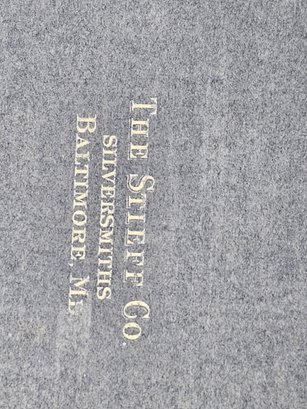 THE STIEFF CO.
SILVERSMITHS
BALTIMORE, MD.